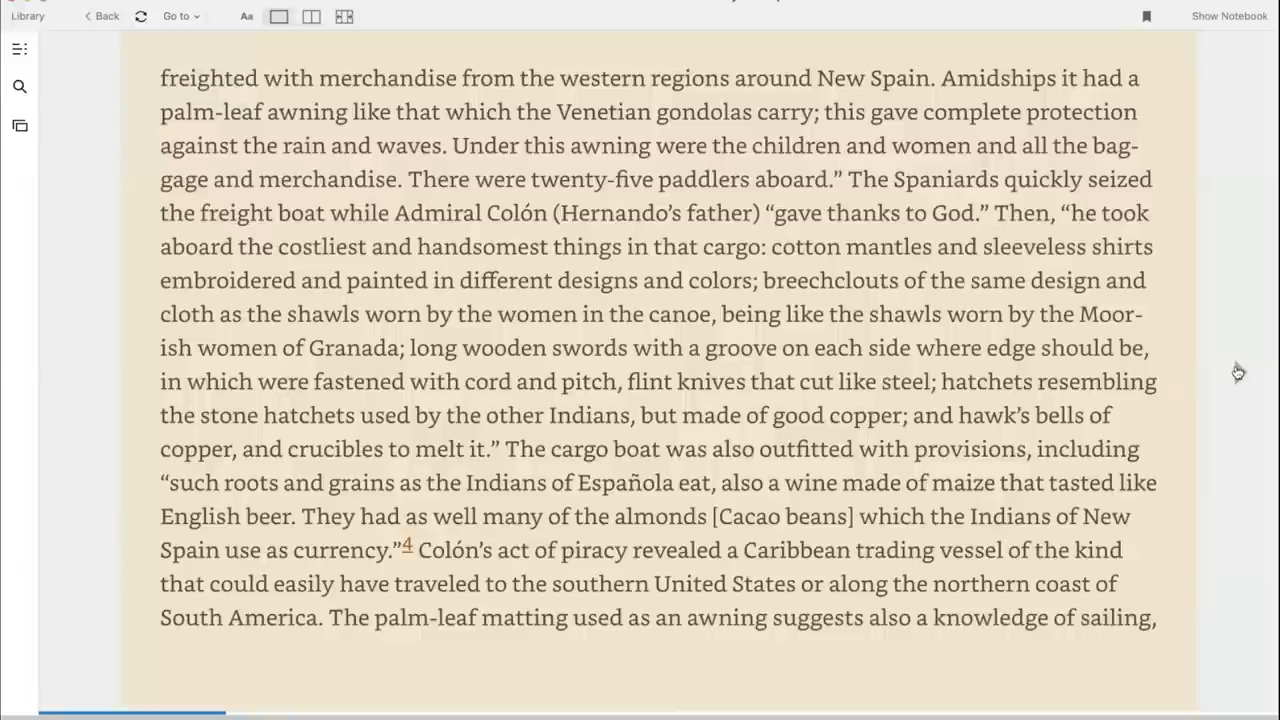 Library
Back
Go to
Aa
Show Notebook
freighted with merchandise from the western regions around New Spain. Amidships it had a
palm-leaf awning like that which the Venetian gondolas carry; this gave complete protection
against the rain and waves. Under this awning were the children and women and all the bag-
gage and merchandise. There were twenty-five paddlers aboard.” The Spaniards quickly seized
the freight boat while Admiral Colón (Hernando’s father) “gave thanks to God.” Then, “he took
aboard the costliest and handsomest things in that cargo: cotton mantles and sleeveless shirts
embroidered and painted in different designs and colors; breechclouts of the same design and
cloth as the shawls worn by the women in the canoe, being like the shawls worn by the Moor-
ish women of Granada; long wooden swords with a groove on each side where edge should be,
in which were fastened with cord and pitch, flint knives that cut like steel; hatchets resembling
the stone hatchets used by the other Indians, but made of good copper; and hawk’s bells of
copper, and crucibles to melt it.” The cargo boat was also outfitted with provisions, including
“such roots and grains as the Indians of Española eat, also a wine made of maize that tasted like
English beer. They had as well many of the almonds [Cacao beans] which the Indians of New
Spain use as currency.”4 Colón’s act of piracy revealed a Caribbean trading vessel of the kind
that could easily have traveled to the southern United States or along the northern coast of
South America. The palm-leaf matting used as an awning suggests also a knowledge of sailing,